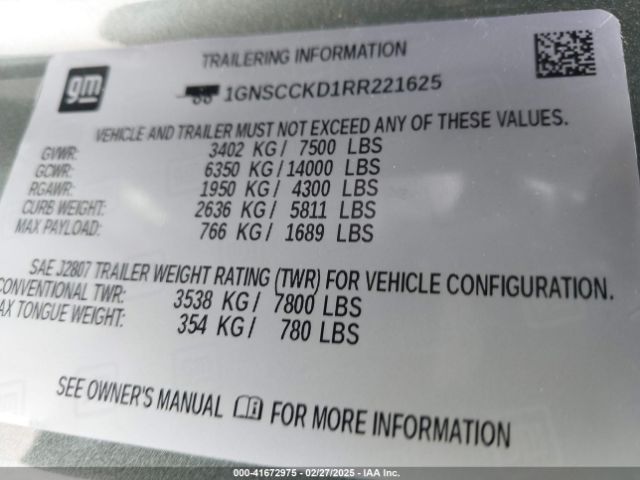 gm
TRAILERING INFORMATION
1GNSCCKD1RR221625
VEHICLE AND TRAILER MUST NOT EXCEED ANY OF THESE VALUES.
GVWR: 3402 KG / 7500 LBS
GCWR: 6350 KG / 14000 LBS
RGAWR: 1950 KG / 4300 LBS
CURB WEIGHT: 2636 KG / 5811 LBS
MAX PAYLOAD: 766 KG / 1689 LBS
SAE J2807 TRAILER WEIGHT RATING (TWR) FOR VEHICLE CONFIGURATION.
CONVENTIONAL TWR: 3538 KG / 7800 LBS
AX TONGUE WEIGHT: 354 KG / 780 LBS
SEE OWNER'S MANUAL FOR MORE INFORMATION
000-41672975 - 02/27/2025 - IAA Inc.